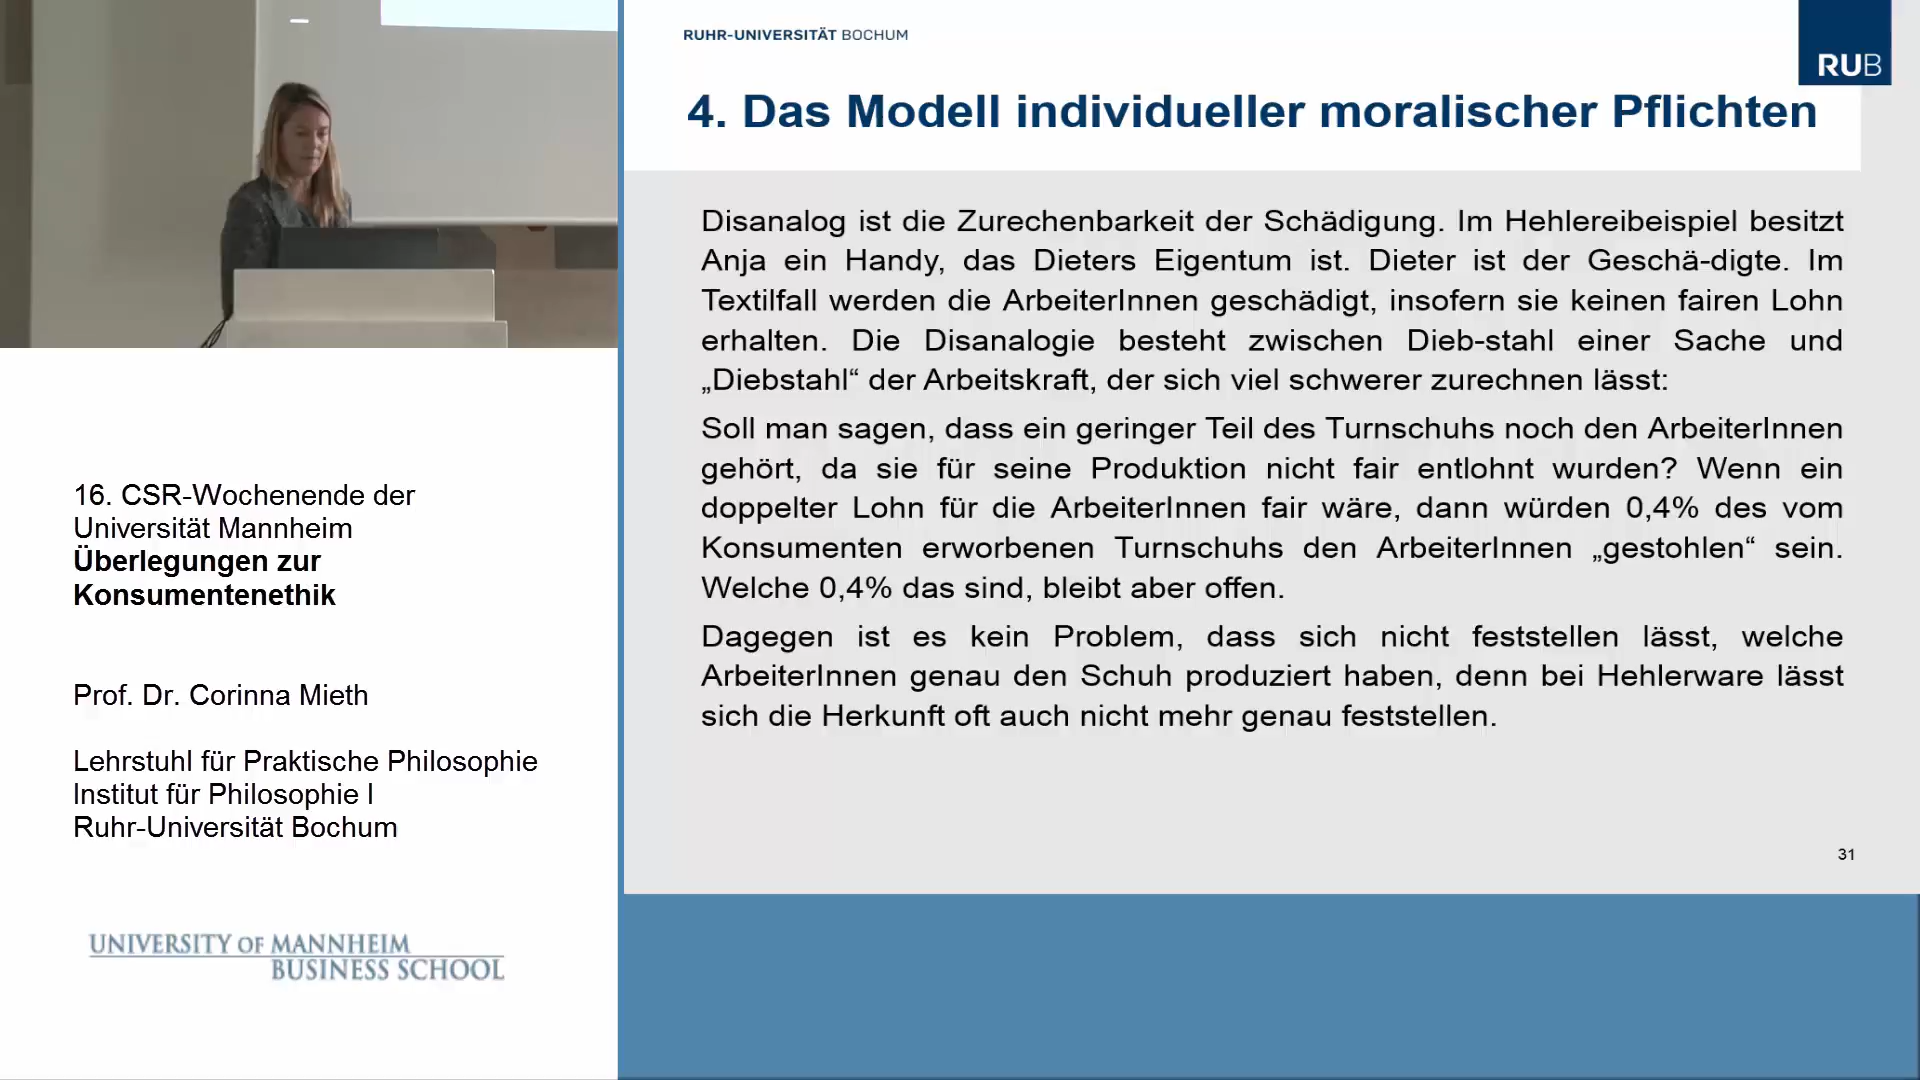 16. CSR-Wochenende der
Universität Mannheim
Überlegungen zur
Konsumentenethik
Prof. Dr. Corinna Mieth
Lehrstuhl für Praktische Philosophie
Institut für Philosophie I
Ruhr-Universität Bochum
UNIVERSITY OF MANNHEIM
BUSINESS SCHOOL
RUHR-UNIVERSITÄT BOCHUM
RUB
4. Das Modell individueller moralischer Pflichten
Disanalog ist die Zurechenbarkeit der Schädigung. Im Hehlereibeispiel besitzt
Anja ein Handy, das Dieters Eigentum ist. Dieter ist der Geschä-digte. Im
Textilfall werden die ArbeiterInnen geschädigt, insofern sie keinen fairen Lohn
erhalten. Die Disanalogie besteht zwischen Dieb-stahl einer Sache und
„Diebstahl“ der Arbeitskraft, der sich viel schwerer zurechnen lässt:
Soll man sagen, dass ein geringer Teil des Turnschuhs noch den ArbeiterInnen
gehört, da sie für seine Produktion nicht fair entlohnt wurden? Wenn ein
doppelter Lohn für die ArbeiterInnen fair wäre, dann würden 0,4% des vom
Konsumenten erworbenen Turnschuhs den ArbeiterInnen „gestohlen“ sein.
Welche 0,4% das sind, bleibt aber offen.
Dagegen ist es kein Problem, dass sich nicht feststellen lässt, welche
ArbeiterInnen genau den Schuh produziert haben, denn bei Hehlerware lässt
sich die Herkunft oft auch nicht mehr genau feststellen.
31